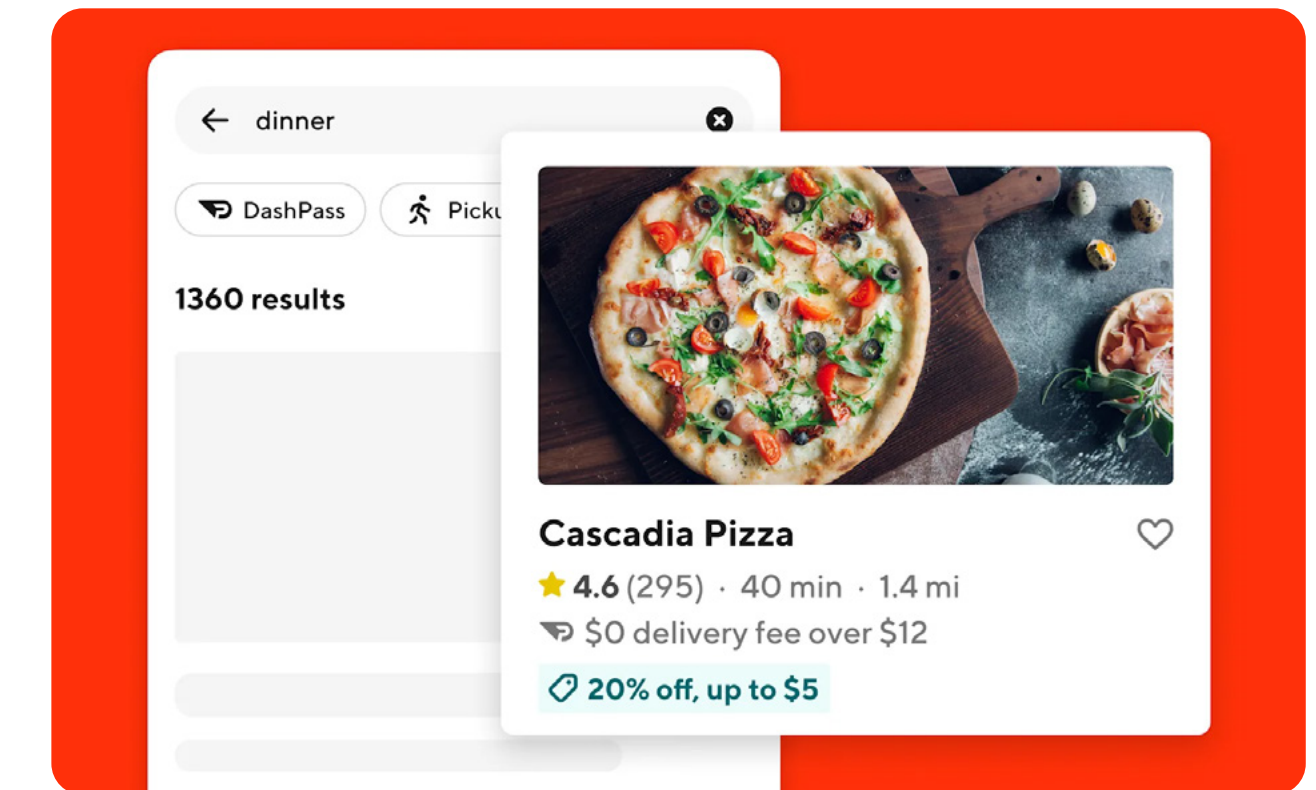 dinner
DashPass
Picku
1360 results
Cascadia Pizza
4.6 (295) · 40 min · 1.4 mi
$0 delivery fee over $12
20% off, up to $5